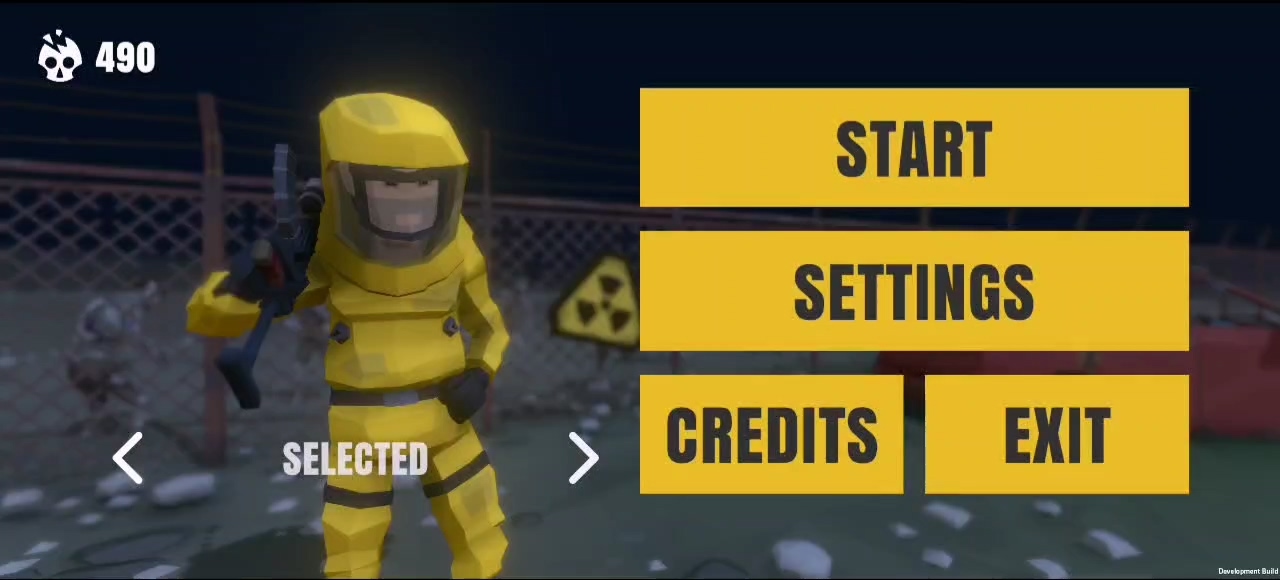 490
START
SETTINGS
CREDITS
EXIT
SELECTED
Development Build